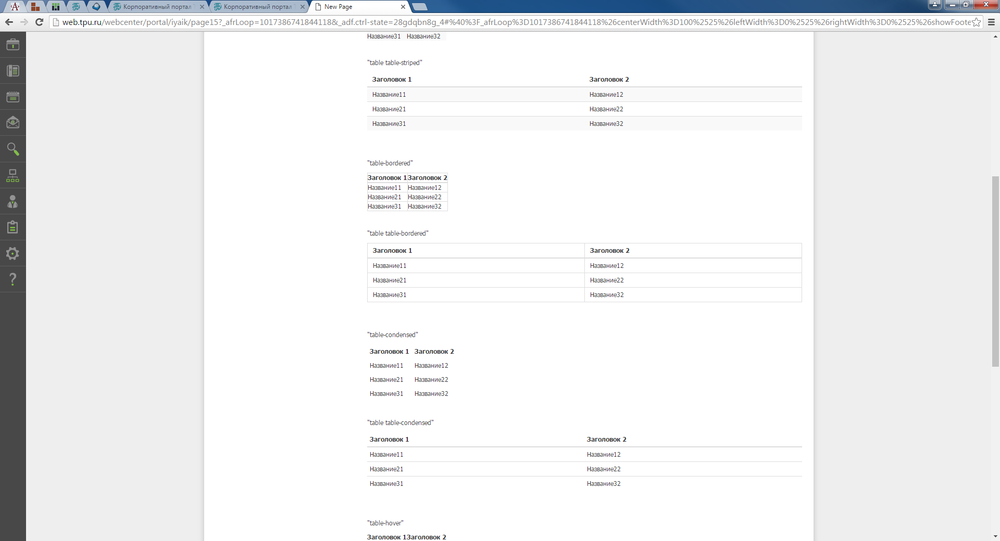 Корпоративный портал Т
Корпоративный портал Т
New Page
web.tpu.ru/webcenter/portal/iyaik/page15?_afrLoop=1017386741844118&_adf.ctrl-state=28gdqbn8g_4#%40%3F_afrLoop%3D1017386741844118%26centerWidth%3D100%2525%26leftWidth%3D0%2525%26rightWidth%3D0%2525%26showFoote
Название31 Название32
"table table-striped"
Заголовок 1 Заголовок 2
Название11 Название12
Название21 Название22
Название31 Название32
"table-bordered"
Заголовок 1 Заголовок 2
Название11 Название12
Название21 Название22
Название31 Название32
"table table-bordered"
Заголовок 1 Заголовок 2
Название11 Название12
Название21 Название22
Название31 Название32
"table-condensed"
Заголовок 1 Заголовок 2
Название11 Название12
Название21 Название22
Название31 Название32
"table table-condensed"
Заголовок 1 Заголовок 2
Название11 Название12
Название21 Название22
Название31 Название32
"table-hover"
Заголовок 1Заголовок 2